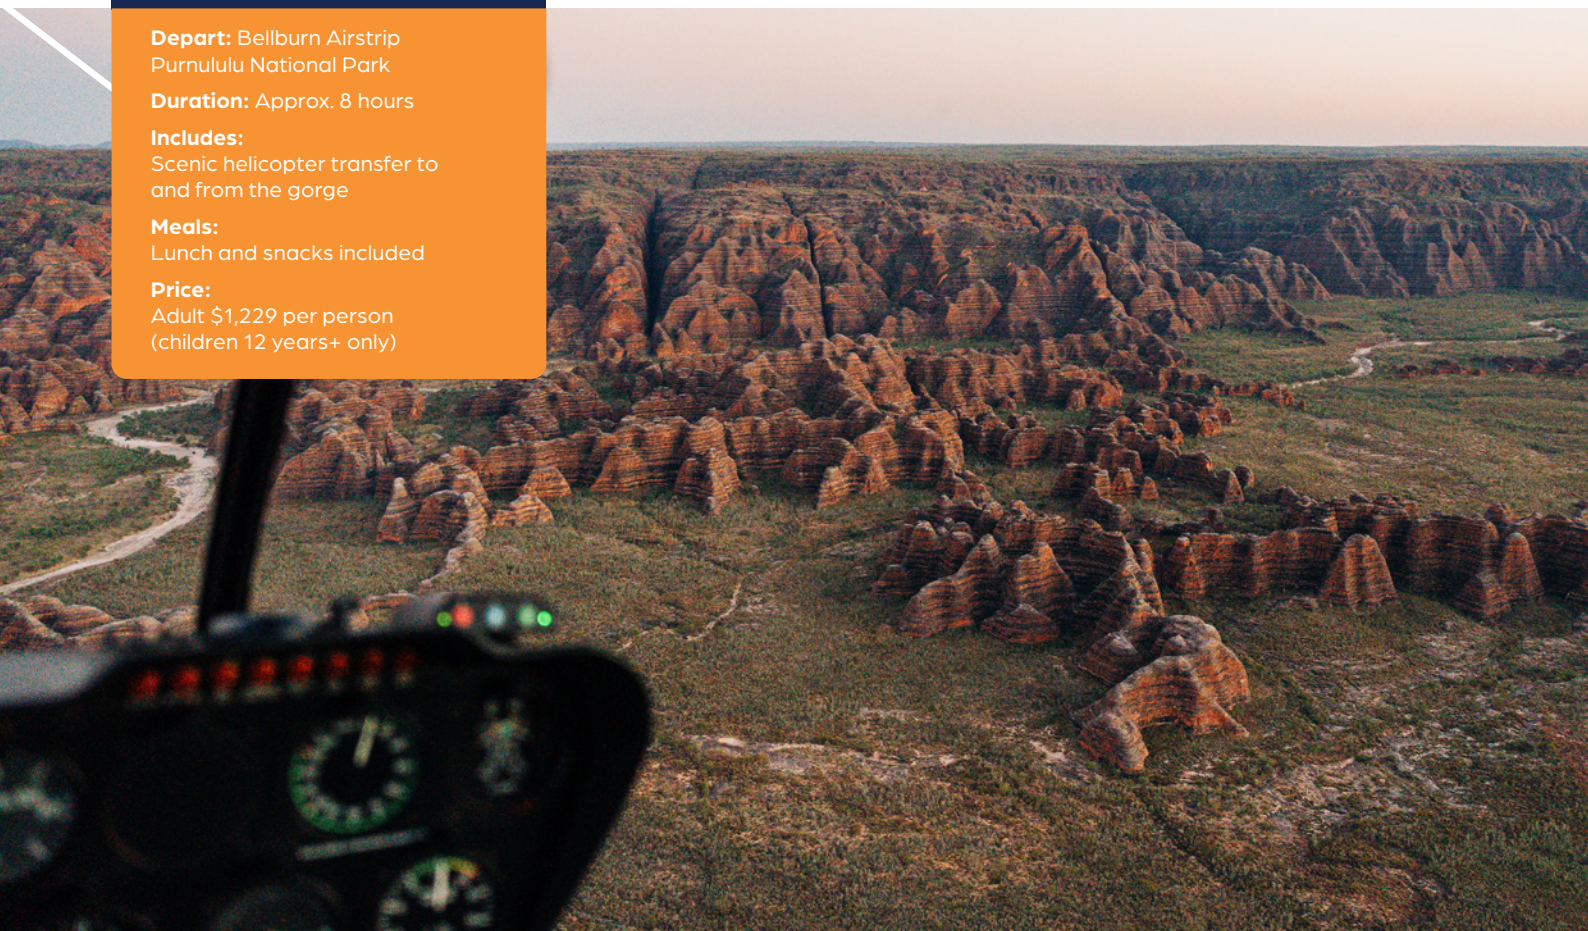 Depart: Bellburn Airstrip
Purnululu National Park
Duration: Approx. 8 hours
Includes:
Scenic helicopter transfer to
and from the gorge
Meals:
Lunch and snacks included
Price:
Adult $1,229 per person
(children 12 years+ only)